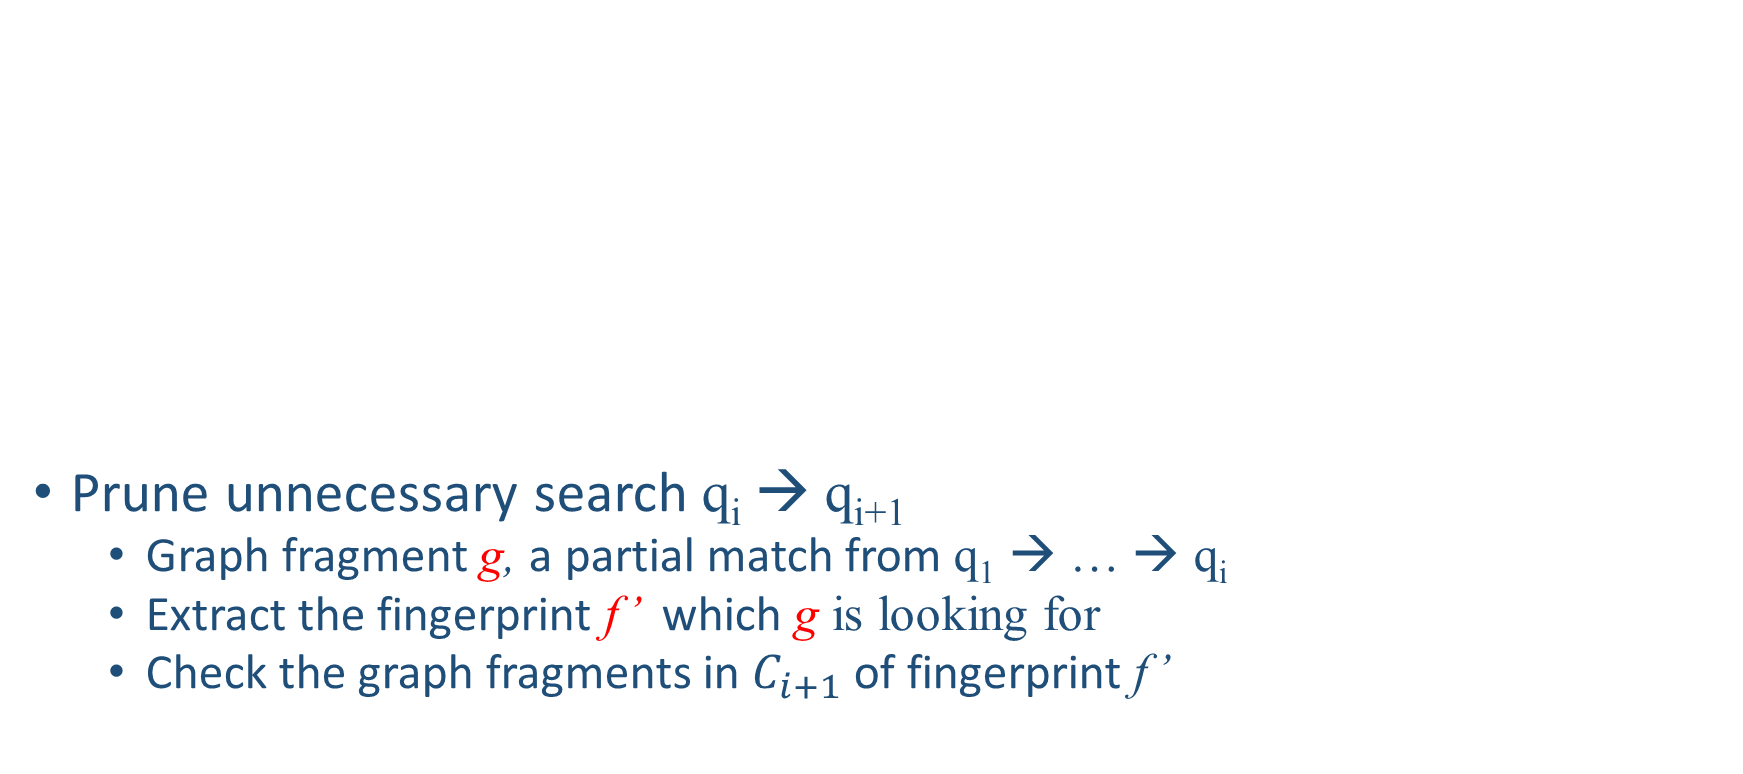 • Prune unnecessary search qᵢ → qᵢ₊₁
• Graph fragment g, a partial match from q₁ → … → qᵢ
• Extract the fingerprint f’ which g is looking for
• Check the graph fragments in Cᵢ₊₁ of fingerprint f’